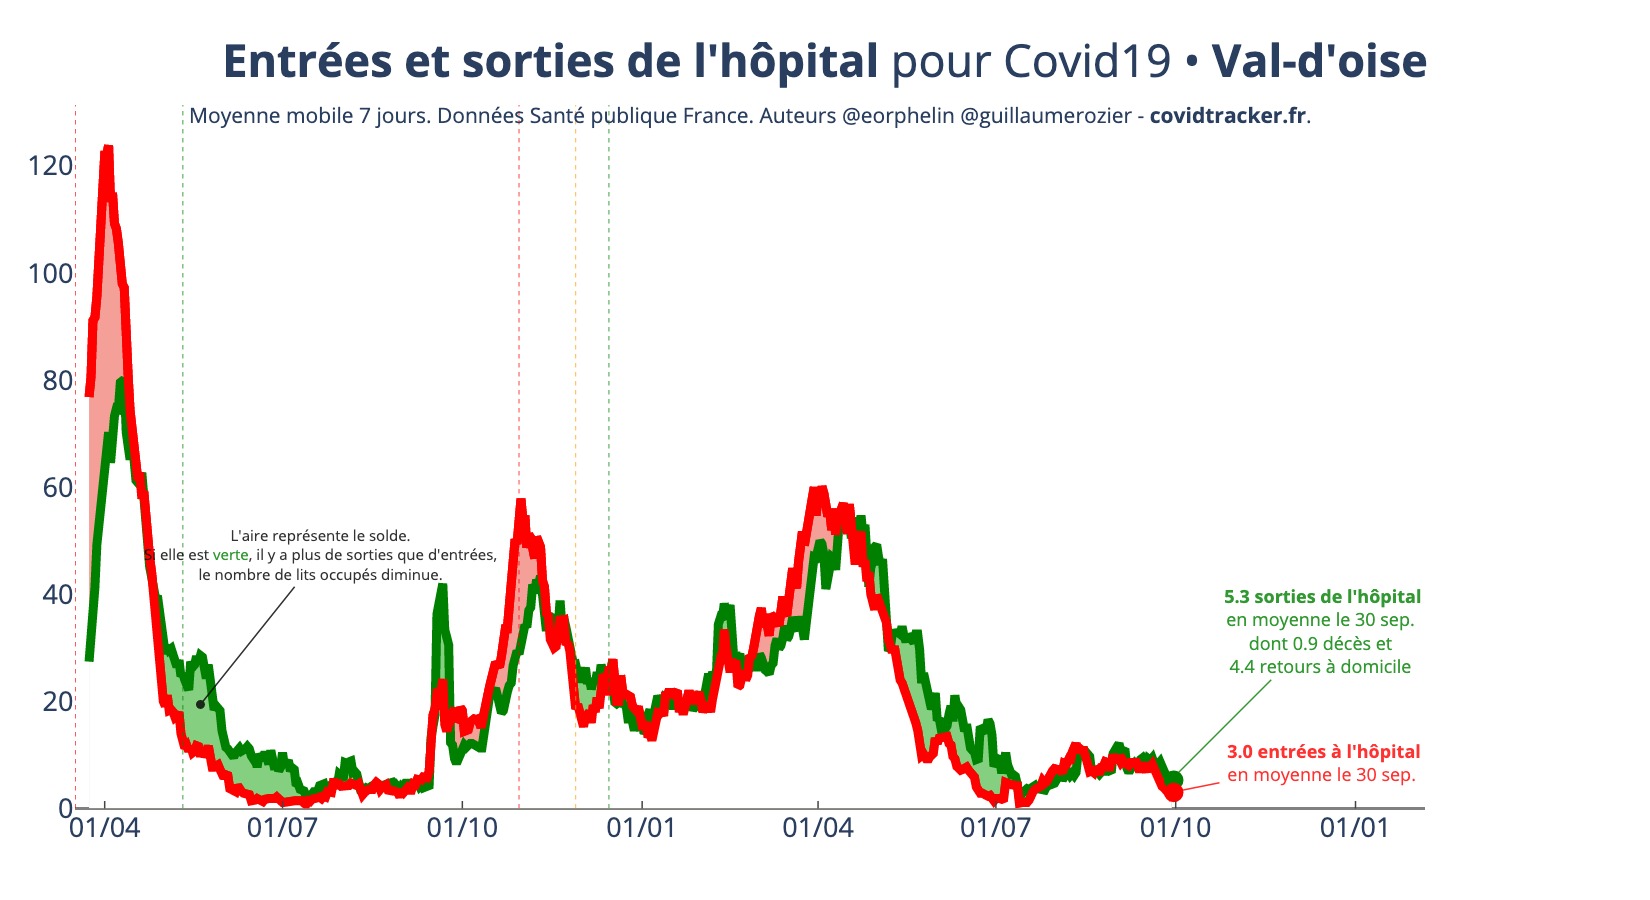 Entrées et sorties de l'hôpital pour Covid19 • Val-d'oise
Moyenne mobile 7 jours. Données Santé publique France. Auteurs @eorphelin @guillaumerozier - covidtracker.fr.
120
100
80
60
40
20
0
L'aire représente le solde.
Si elle est verte, il y a plus de sorties que d'entrées,
le nombre de lits occupés diminue.
5.3 sorties de l'hôpital
en moyenne le 30 sep.
dont 0.9 décès et
4.4 retours à domicile
3.0 entrées à l'hôpital
en moyenne le 30 sep.
01/04 01/07 01/10 01/01 01/04 01/07 01/10 01/01